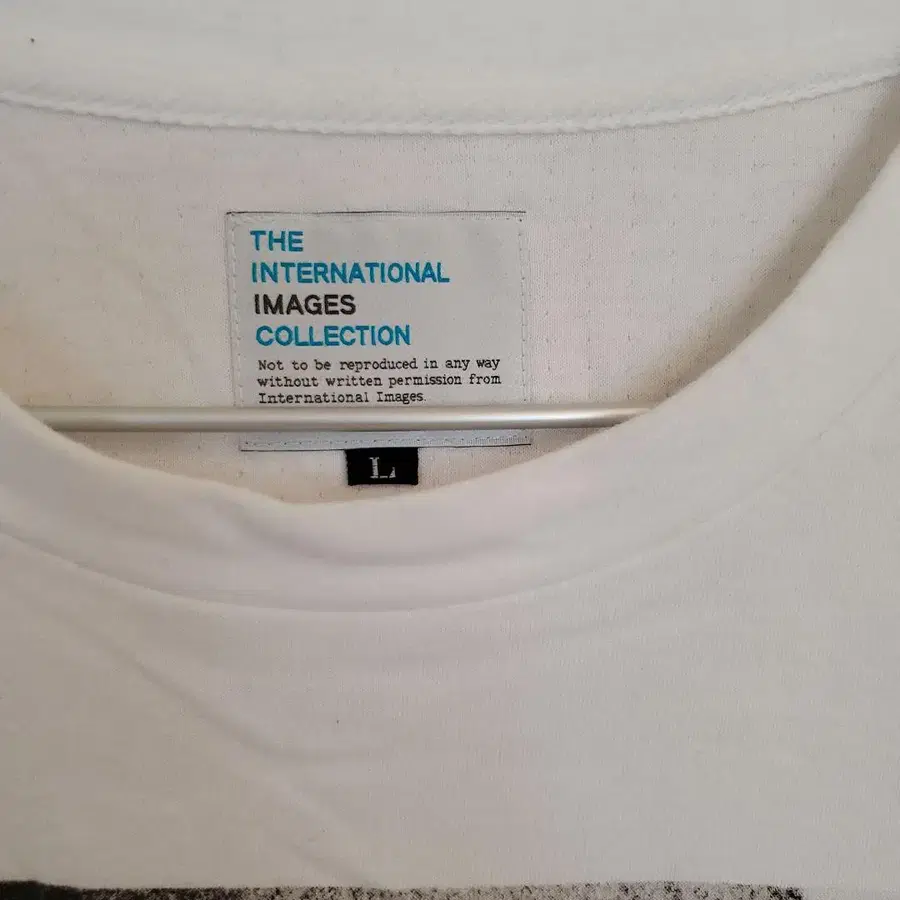 THE
INTERNATIONAL
IMAGES
COLLECTION
Not to be reproduced in any way
without written permission from
International Images.
L